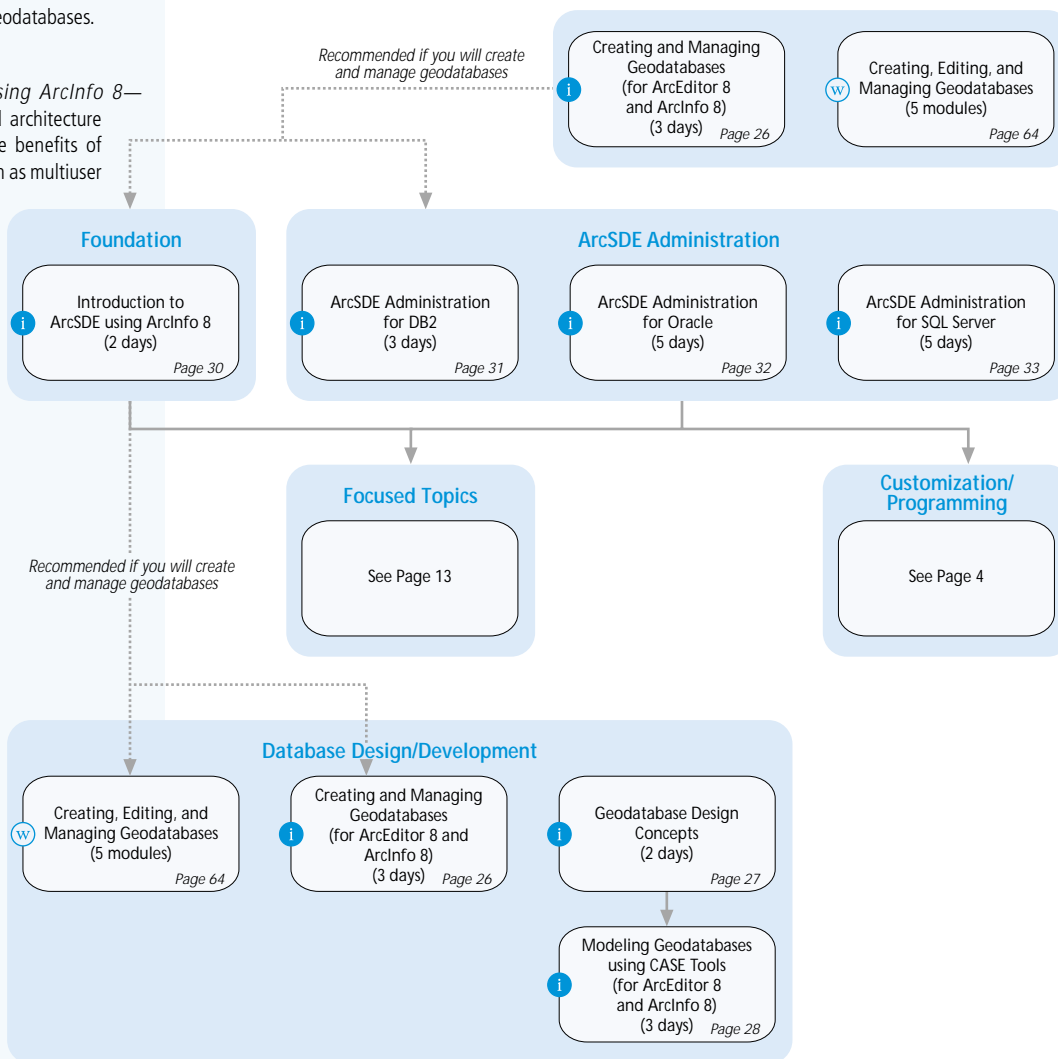 eodatabases.
sing ArcInfo 8—
l architecture
e benefits of
n as multiuser
Recommended if you will create
and manage geodatabases
i
Creating and Managing
Geodatabases
(for ArcEditor 8
and ArcInfo 8)
(3 days)
Page 26
w
Creating, Editing, and
Managing Geodatabases
(5 modules)
Page 64
Foundation
i
Introduction to
ArcSDE using ArcInfo 8
(2 days)
Page 30
ArcSDE Administration
i
ArcSDE Administration
for DB2
(3 days)
Page 31
i
ArcSDE Administration
for Oracle
(5 days)
Page 32
i
ArcSDE Administration
for SQL Server
(5 days)
Page 33
Focused Topics
See Page 13
Customization/
Programming
See Page 4
Recommended if you will create
and manage geodatabases
Database Design/Development
w
Creating, Editing, and
Managing Geodatabases
(5 modules)
Page 64
i
Creating and Managing
Geodatabases
(for ArcEditor 8 and
ArcInfo 8)
(3 days)
Page 26
i
Geodatabase Design
Concepts
(2 days)
Page 27
i
Modeling Geodatabases
using CASE Tools
(for ArcEditor 8
and ArcInfo 8)
(3 days)
Page 28